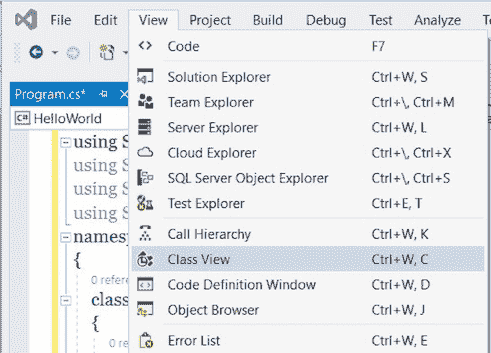 File Edit View Project Build Debug Test Analyze
Code F7
Solution Explorer Ctrl+W, S
Program.cs*
Team Explorer Ctrl+\, Ctrl+M
HelloWorld
Server Explorer Ctrl+W, L
using
Cloud Explorer Ctrl+\, Ctrl+X
using
SQL Server Object Explorer Ctrl+\, Ctrl+S
using
Test Explorer Ctrl+E, T
using
Call Hierarchy Ctrl+W, K
namesp
Class View Ctrl+W, C
{
0 refere
Code Definition Window Ctrl+W, D
class
Object Browser Ctrl+W, J
{
0 re
Error List Ctrl+W, E